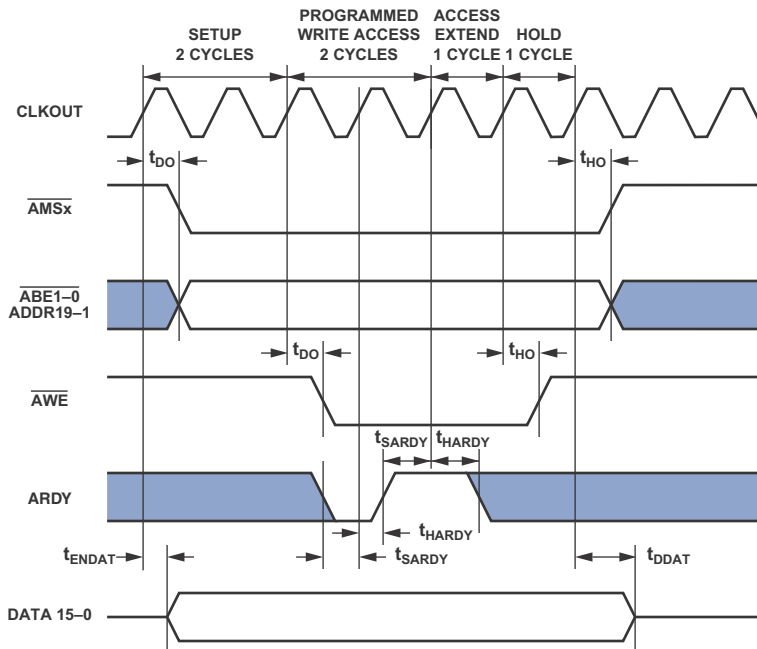 SETUP
2 CYCLES
PROGRAMMED
WRITE ACCESS
2 CYCLES
ACCESS
EXTEND
1 CYCLE
HOLD
1 CYCLE
CLKOUT
tDO
tHO
AMSx
ABE1–0
ADDR19–1
tDO
tHO
AWE
tSARDY
tHARDY
ARDY
tHARDY
tSARDY
tENDAT
tDDAT
DATA 15–0